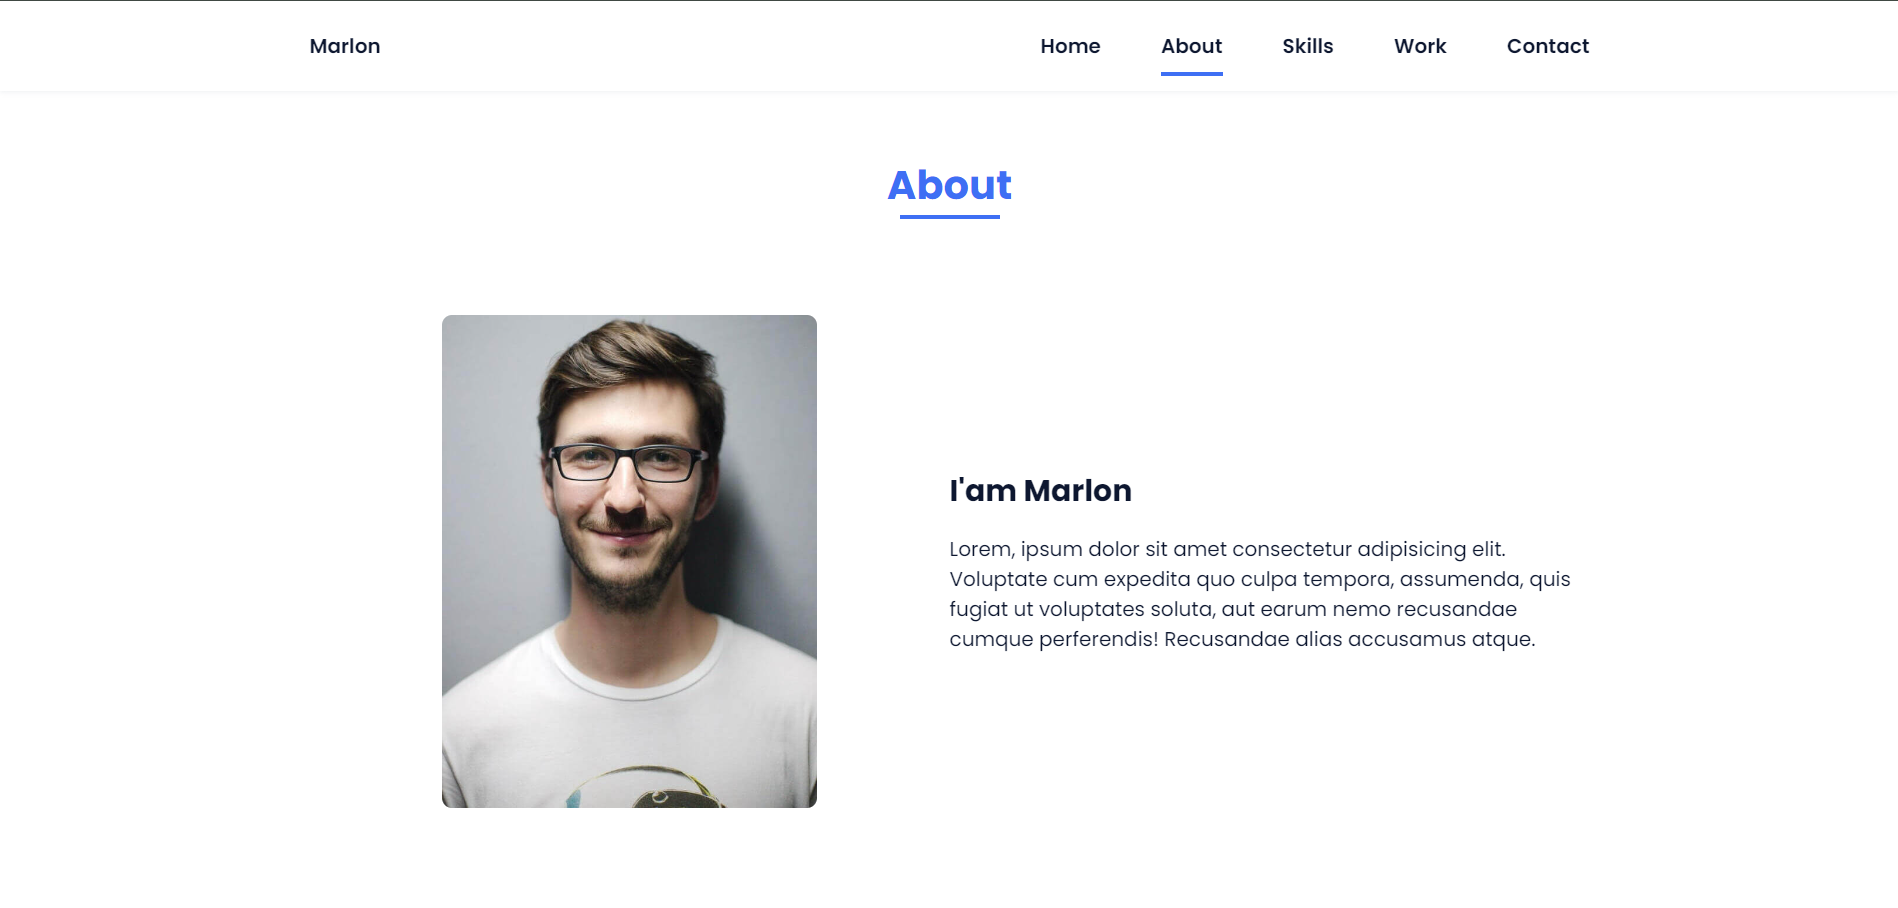 Marlon
Home About Skills Work Contact
About
I'am Marlon
Lorem, ipsum dolor sit amet consectetur adipisicing elit.
Voluptate cum expedita quo culpa tempora, assumenda, quis
fugiat ut voluptates soluta, aut earum nemo recusandae
cumque perferendis! Recusandae alias accusamus atque.